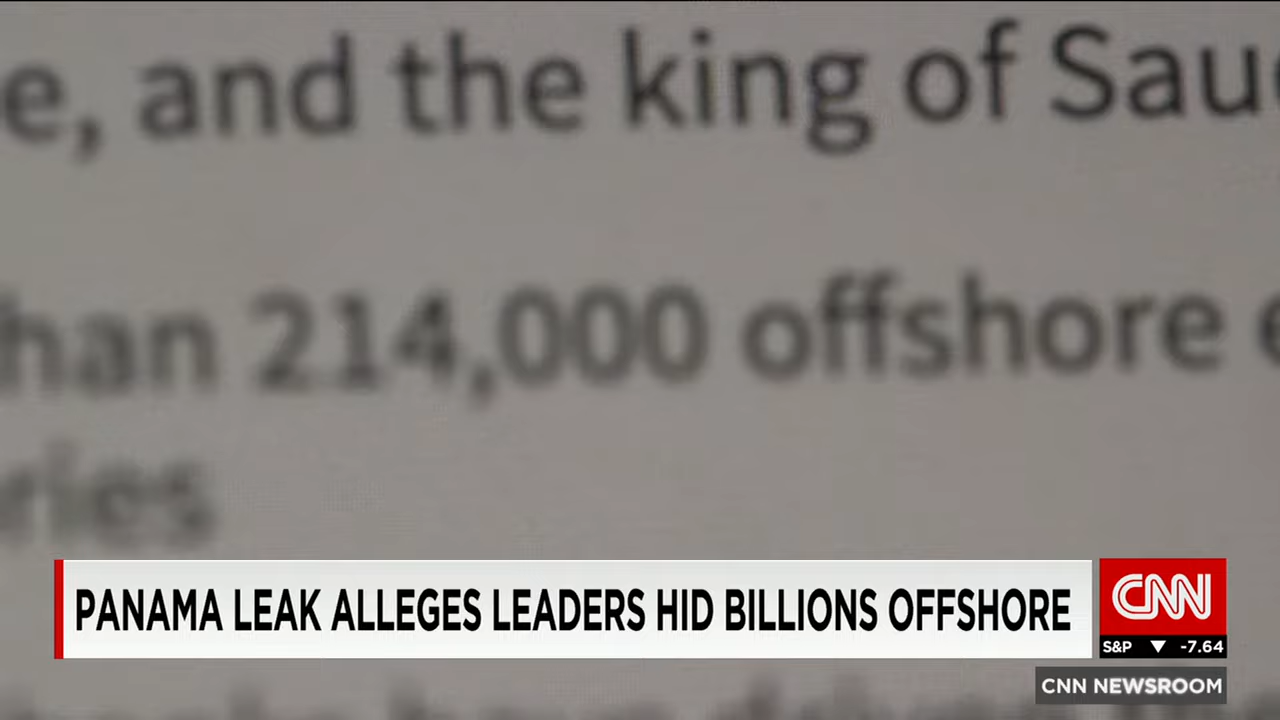 e, and the king of Sau
han 214,000 offshore e
ries
PANAMA LEAK ALLEGES LEADERS HID BILLIONS OFFSHORE
CNN
S&P ▼ -7.64
CNN NEWSROOM